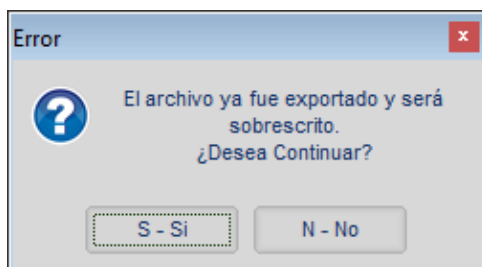 Error
x
El archivo ya fue exportado y será
sobrescrito.
¿Desea Continuar?
S - Si
N - No